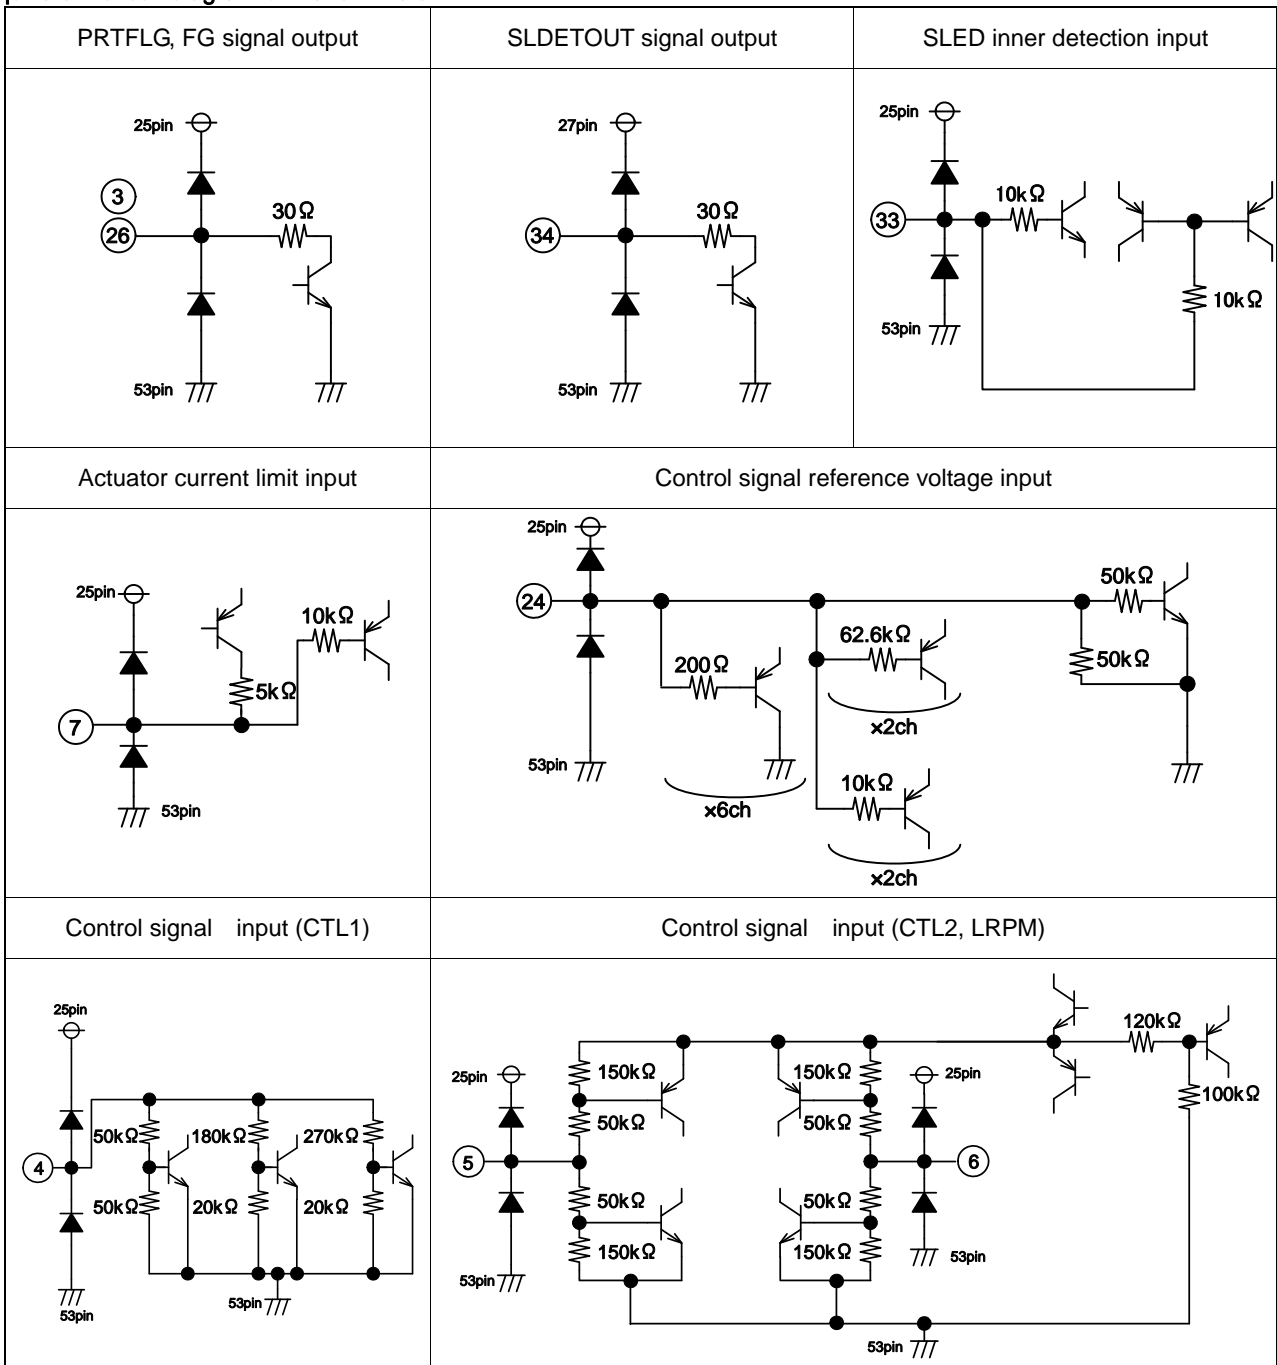 PRTFLG, FG signal output
SLDETOUT signal output
SLED inner detection input
25pin
3
26
30Ω
53pin
27pin
34
30Ω
53pin
25pin
33
10kΩ
10kΩ
53pin
Actuator current limit input
Control signal reference voltage input
25pin
10kΩ
5kΩ
7
53pin
25pin
24
200Ω
62.6kΩ
50kΩ
50kΩ
×2ch
53pin
×6ch
10kΩ
×2ch
Control signal input (CTL1)
Control signal input (CTL2, LRPM)
25pin
50kΩ
180kΩ
270kΩ
4
50kΩ
20kΩ
20kΩ
53pin
53pin
120kΩ
25pin
150kΩ
150kΩ
25pin
100kΩ
50kΩ
50kΩ
5
6
50kΩ
50kΩ
150kΩ
150kΩ
53pin
53pin
53pin